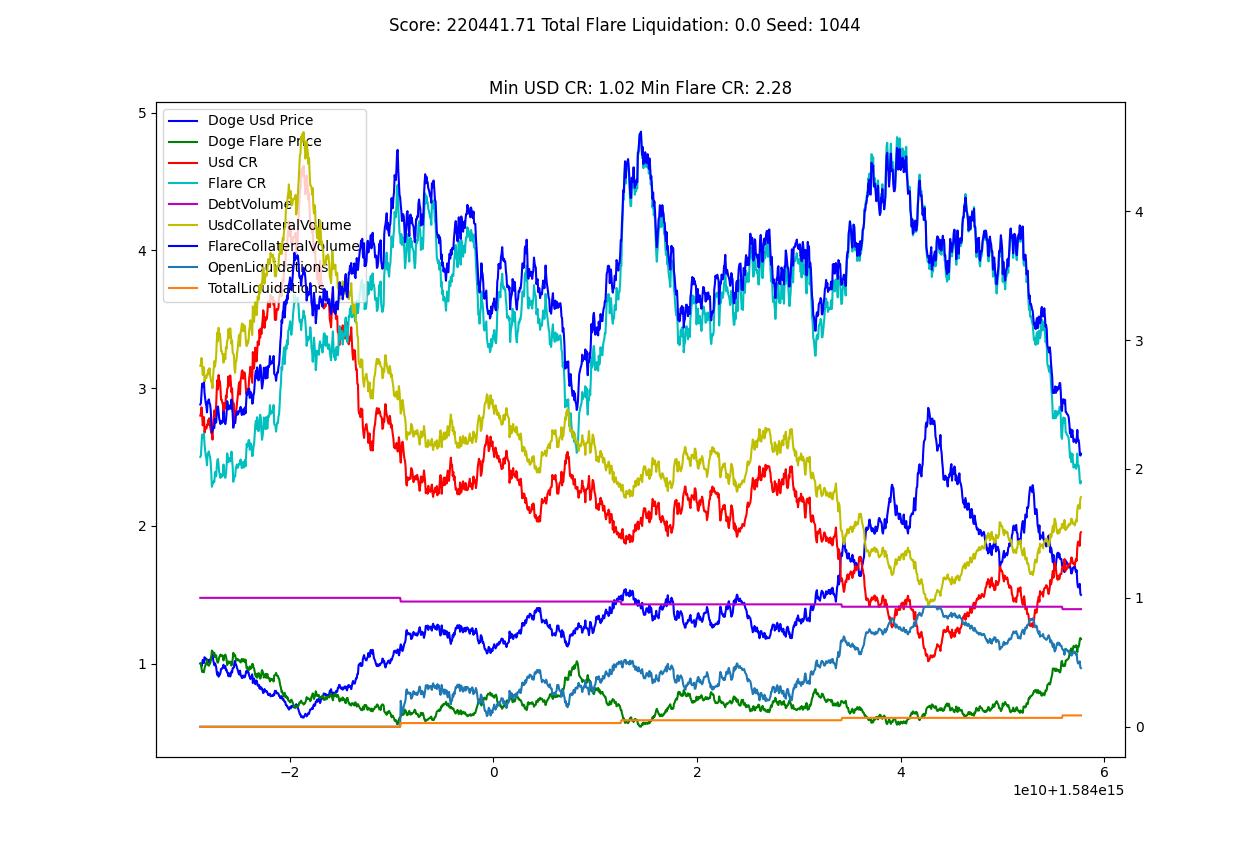 Score: 220441.71 Total Flare Liquidation: 0.0 Seed: 1044
Min USD CR: 1.02 Min Flare CR: 2.28
Doge Usd Price
Doge Flare Price
Usd CR
Flare CR
DebtVolume
UsdCollateralVolume
FlareCollateralVolume
OpenLiquidations
TotalLiquidations
5
4
3
2
1
4
3
2
1
0
−2
0
2
4
6
1e10+1.584e15